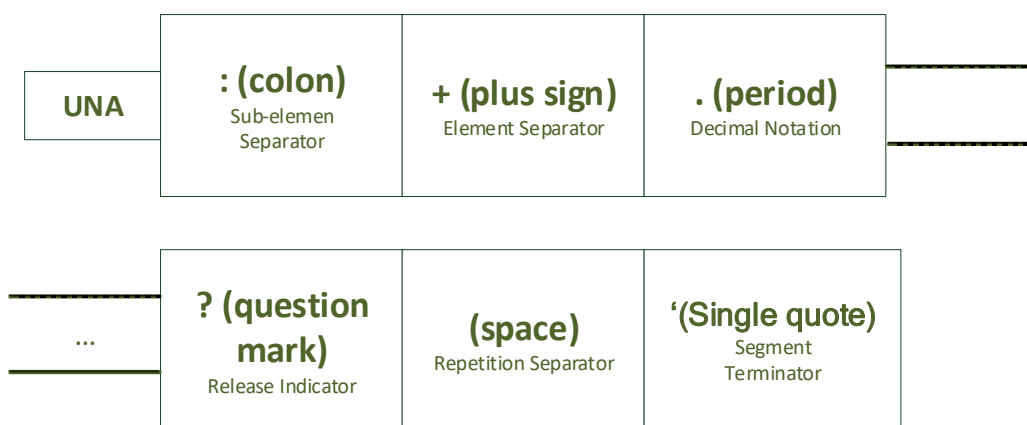 UNA
: (colon)
Sub-elemen
Separator
+ (plus sign)
Element Separator
. (period)
Decimal Notation
...
? (question
mark)
Release Indicator
(space)
Repetition Separator
‘(Single quote)
Segment
Terminator